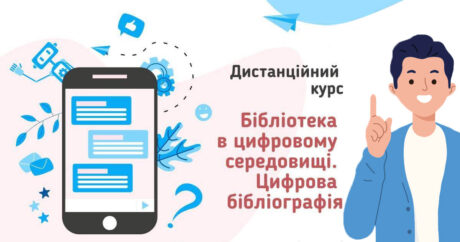 Дистанційний
курс
Бібліотека
в цифровому
середовищі.
Цифрова
бібліографія